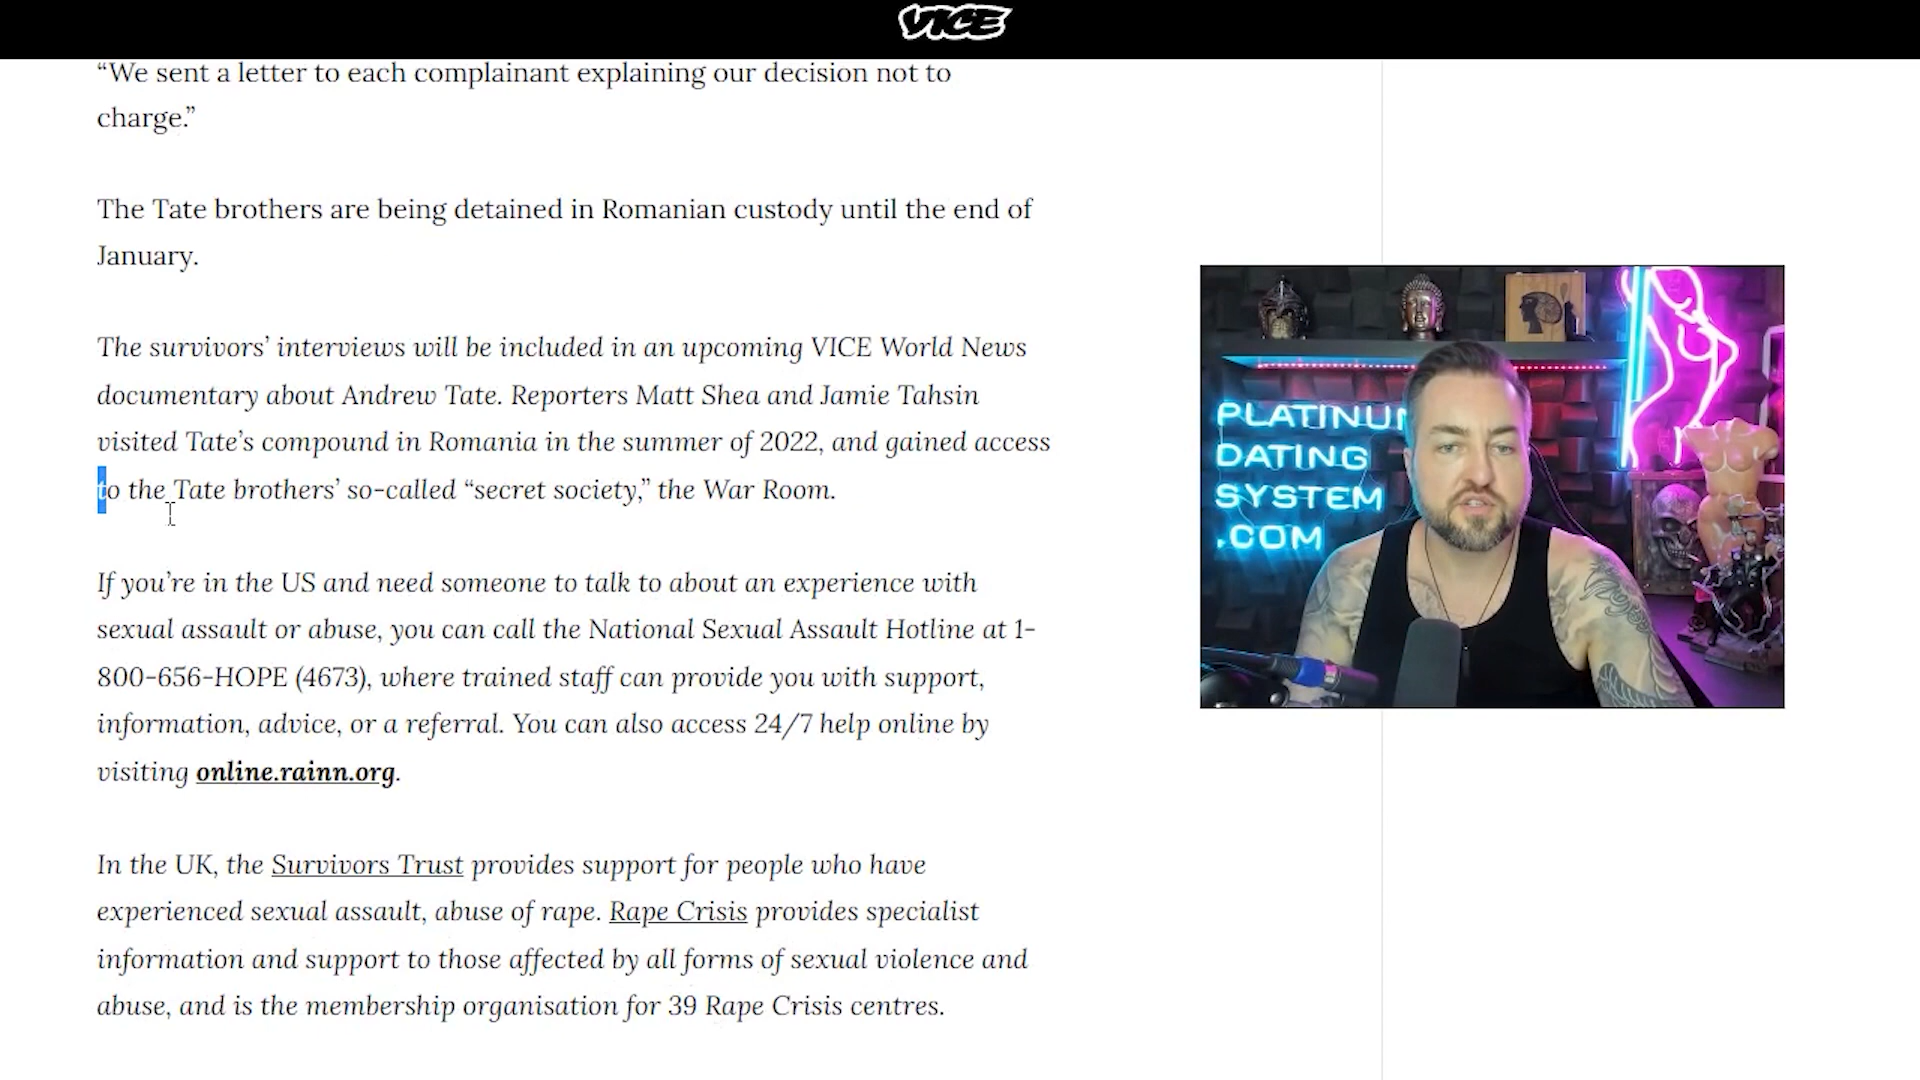 VICE
“We sent a letter to each complainant explaining our decision not to
charge.”
The Tate brothers are being detained in Romanian custody until the end of
January.
The survivors’ interviews will be included in an upcoming VICE World News
documentary about Andrew Tate. Reporters Matt Shea and Jamie Tahsin
visited Tate’s compound in Romania in the summer of 2022, and gained access
to the Tate brothers’ so-called “secret society,” the War Room.
If you’re in the US and need someone to talk to about an experience with
sexual assault or abuse, you can call the National Sexual Assault Hotline at 1-
800-656-HOPE (4673), where trained staff can provide you with support,
information, advice, or a referral. You can also access 24/7 help online by
visiting online.rainn.org.
In the UK, the Survivors Trust provides support for people who have
experienced sexual assault, abuse of rape. Rape Crisis provides specialist
information and support to those affected by all forms of sexual violence and
abuse, and is the membership organisation for 39 Rape Crisis centres.
PLATINUM
DATING
SYSTEM
.COM